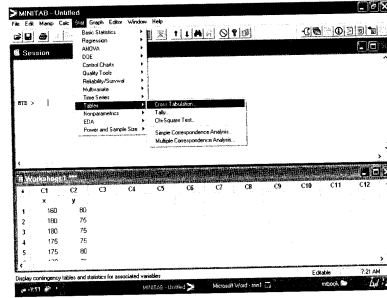 MINITAB - Untitled
File Edit Manip Calc Stat Graph Editor Window Help
Basic Statistics
Regression
ANOVA
DOE
Control Charts
Quality Tools
Reliability/Survival
Multivariate
Time Series
Tables
Nonparametrics
EDA
Power and Sample Size
Cross Tabulation...
Tally...
Chi-Square Test...
Simple Correspondence Analysis...
Multiple Correspondence Analysis...
Session
MTB >
Worksheet 1 ***
C1 C2 C3 C4 C5 C6 C7 C8 C9 C10 C11 C12
x y
1 160 80
2 180 75
3 180 75
4 175 75
5 175 80
Display contingency tables and statistics for associated variables
Editable 7:21 AM
MINITAB - Untitled
Microsoft Word
mtbook